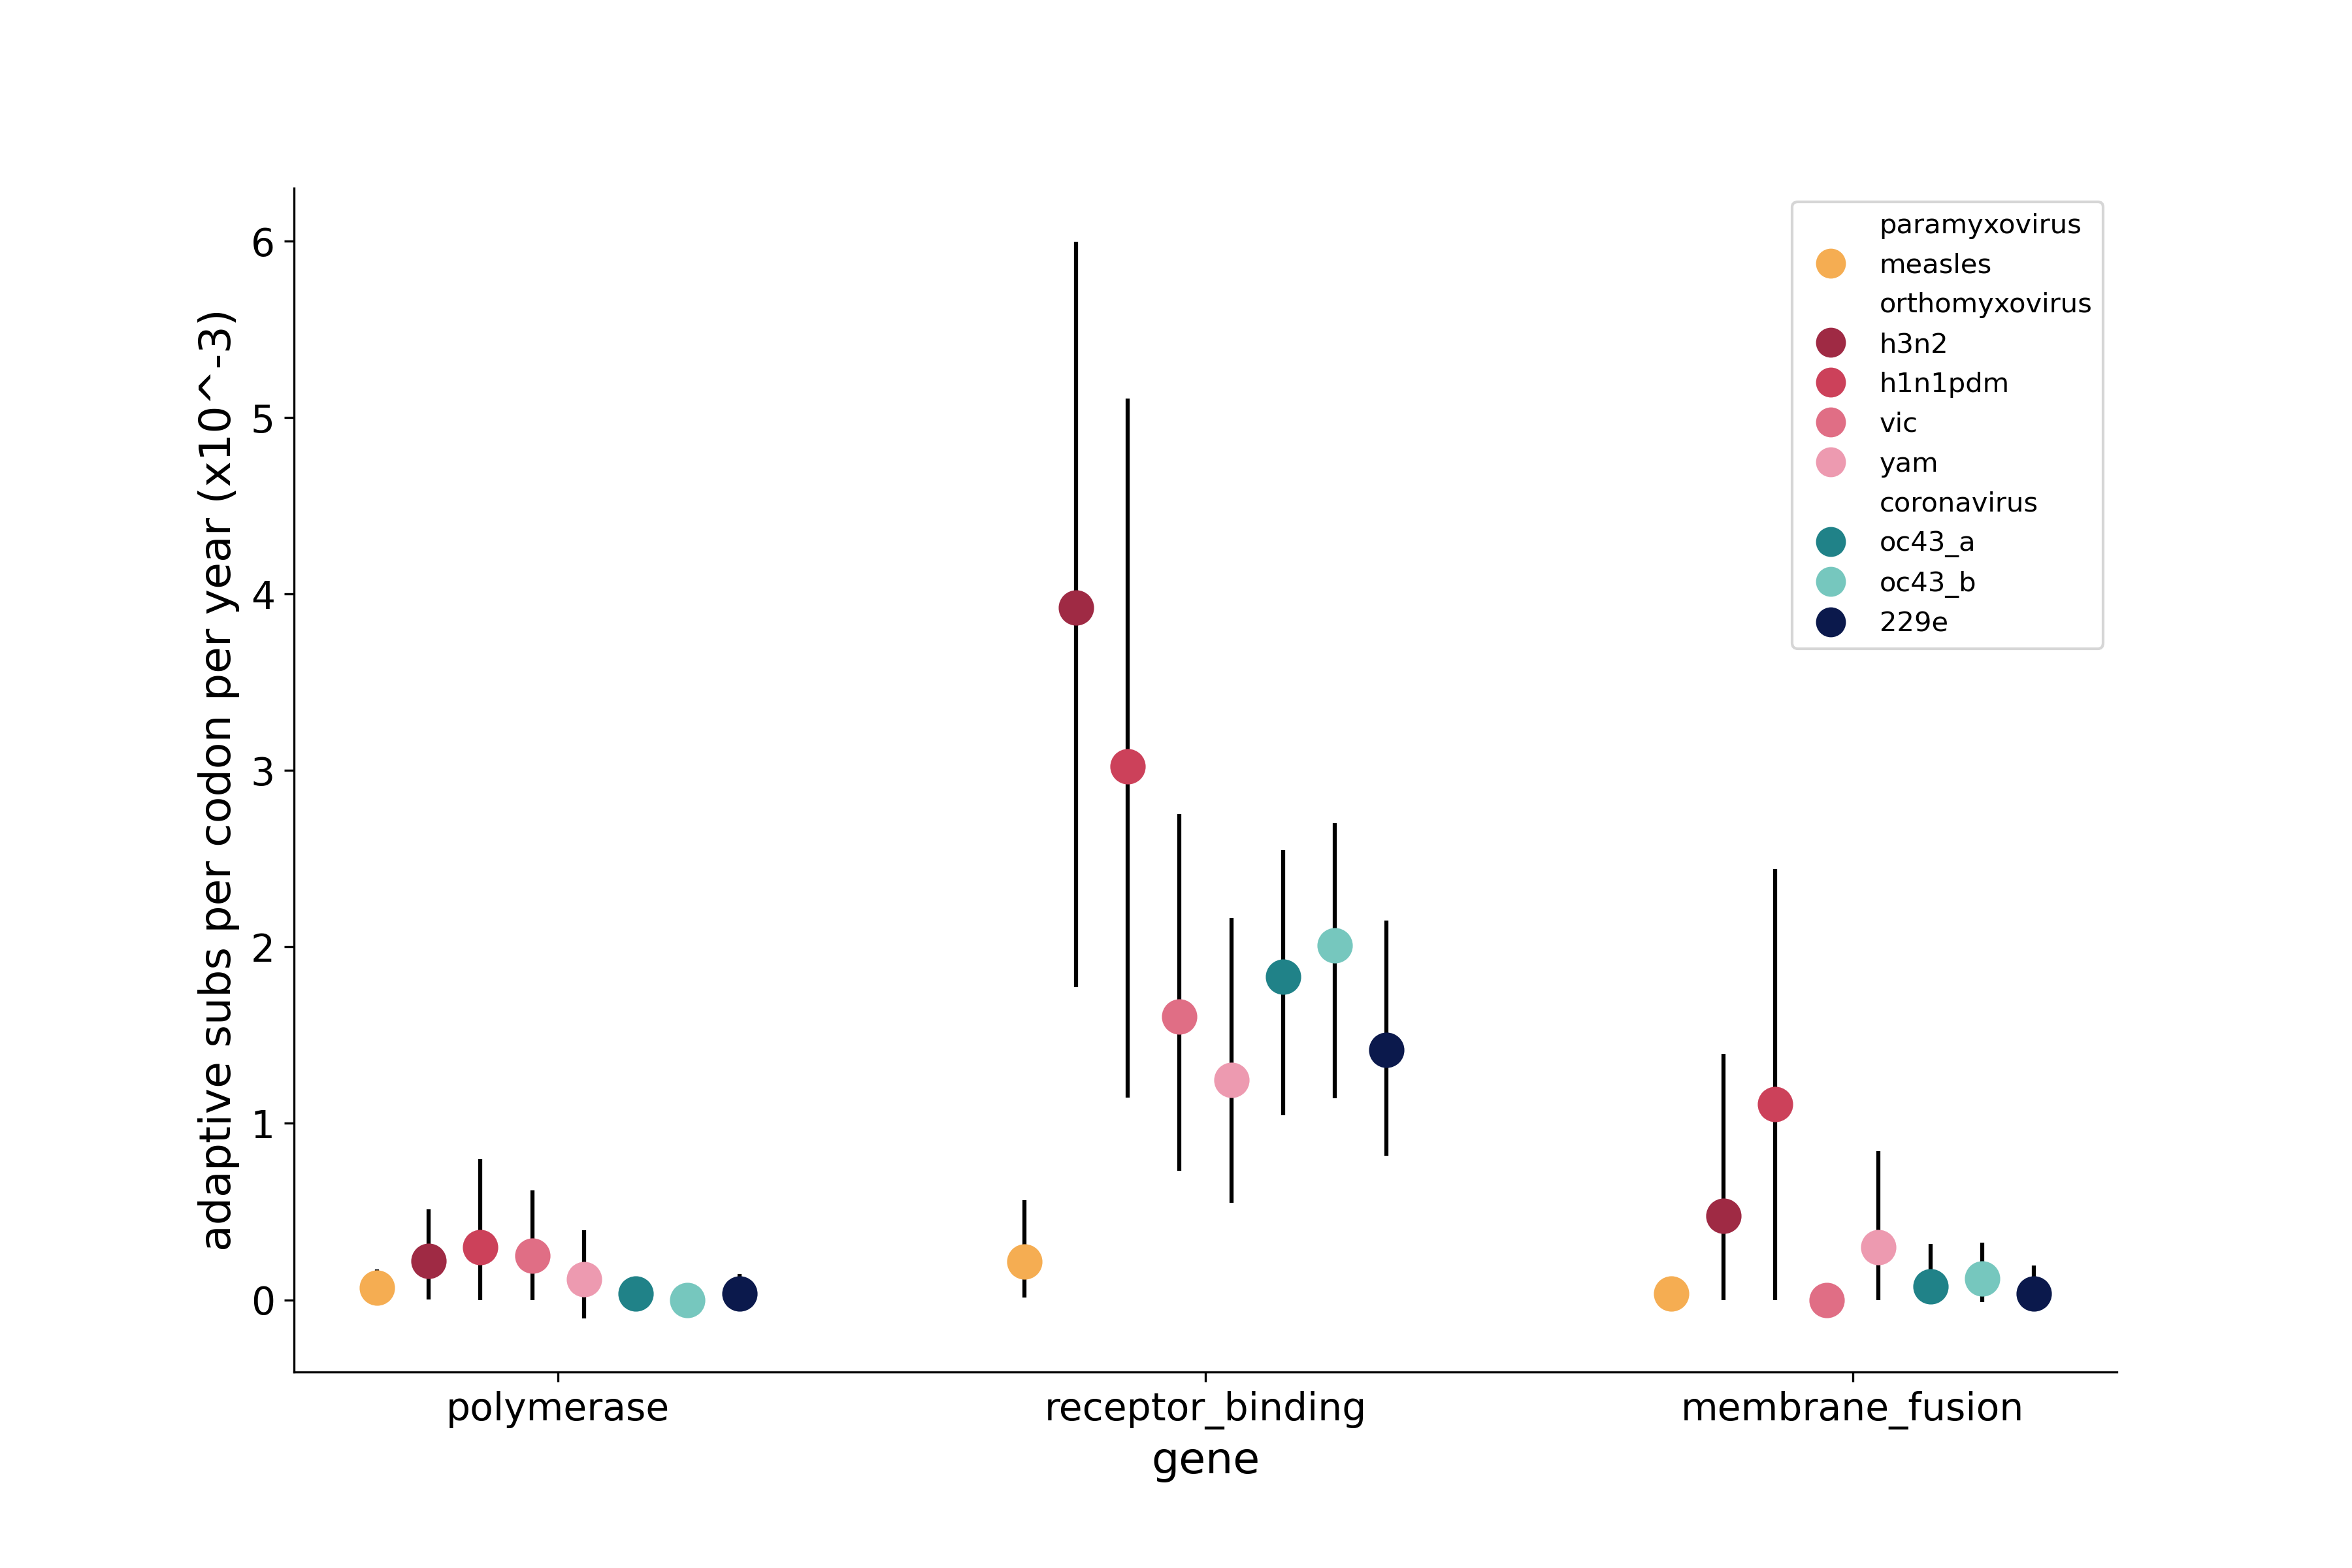 adaptive subs per codon per year (x10^-3)
6
5
4
3
2
1
0
polymerase
receptor_binding
membrane_fusion
gene
paramyxovirus
measles
orthomyxovirus
h3n2
h1n1pdm
vic
yam
coronavirus
oc43_a
oc43_b
229e